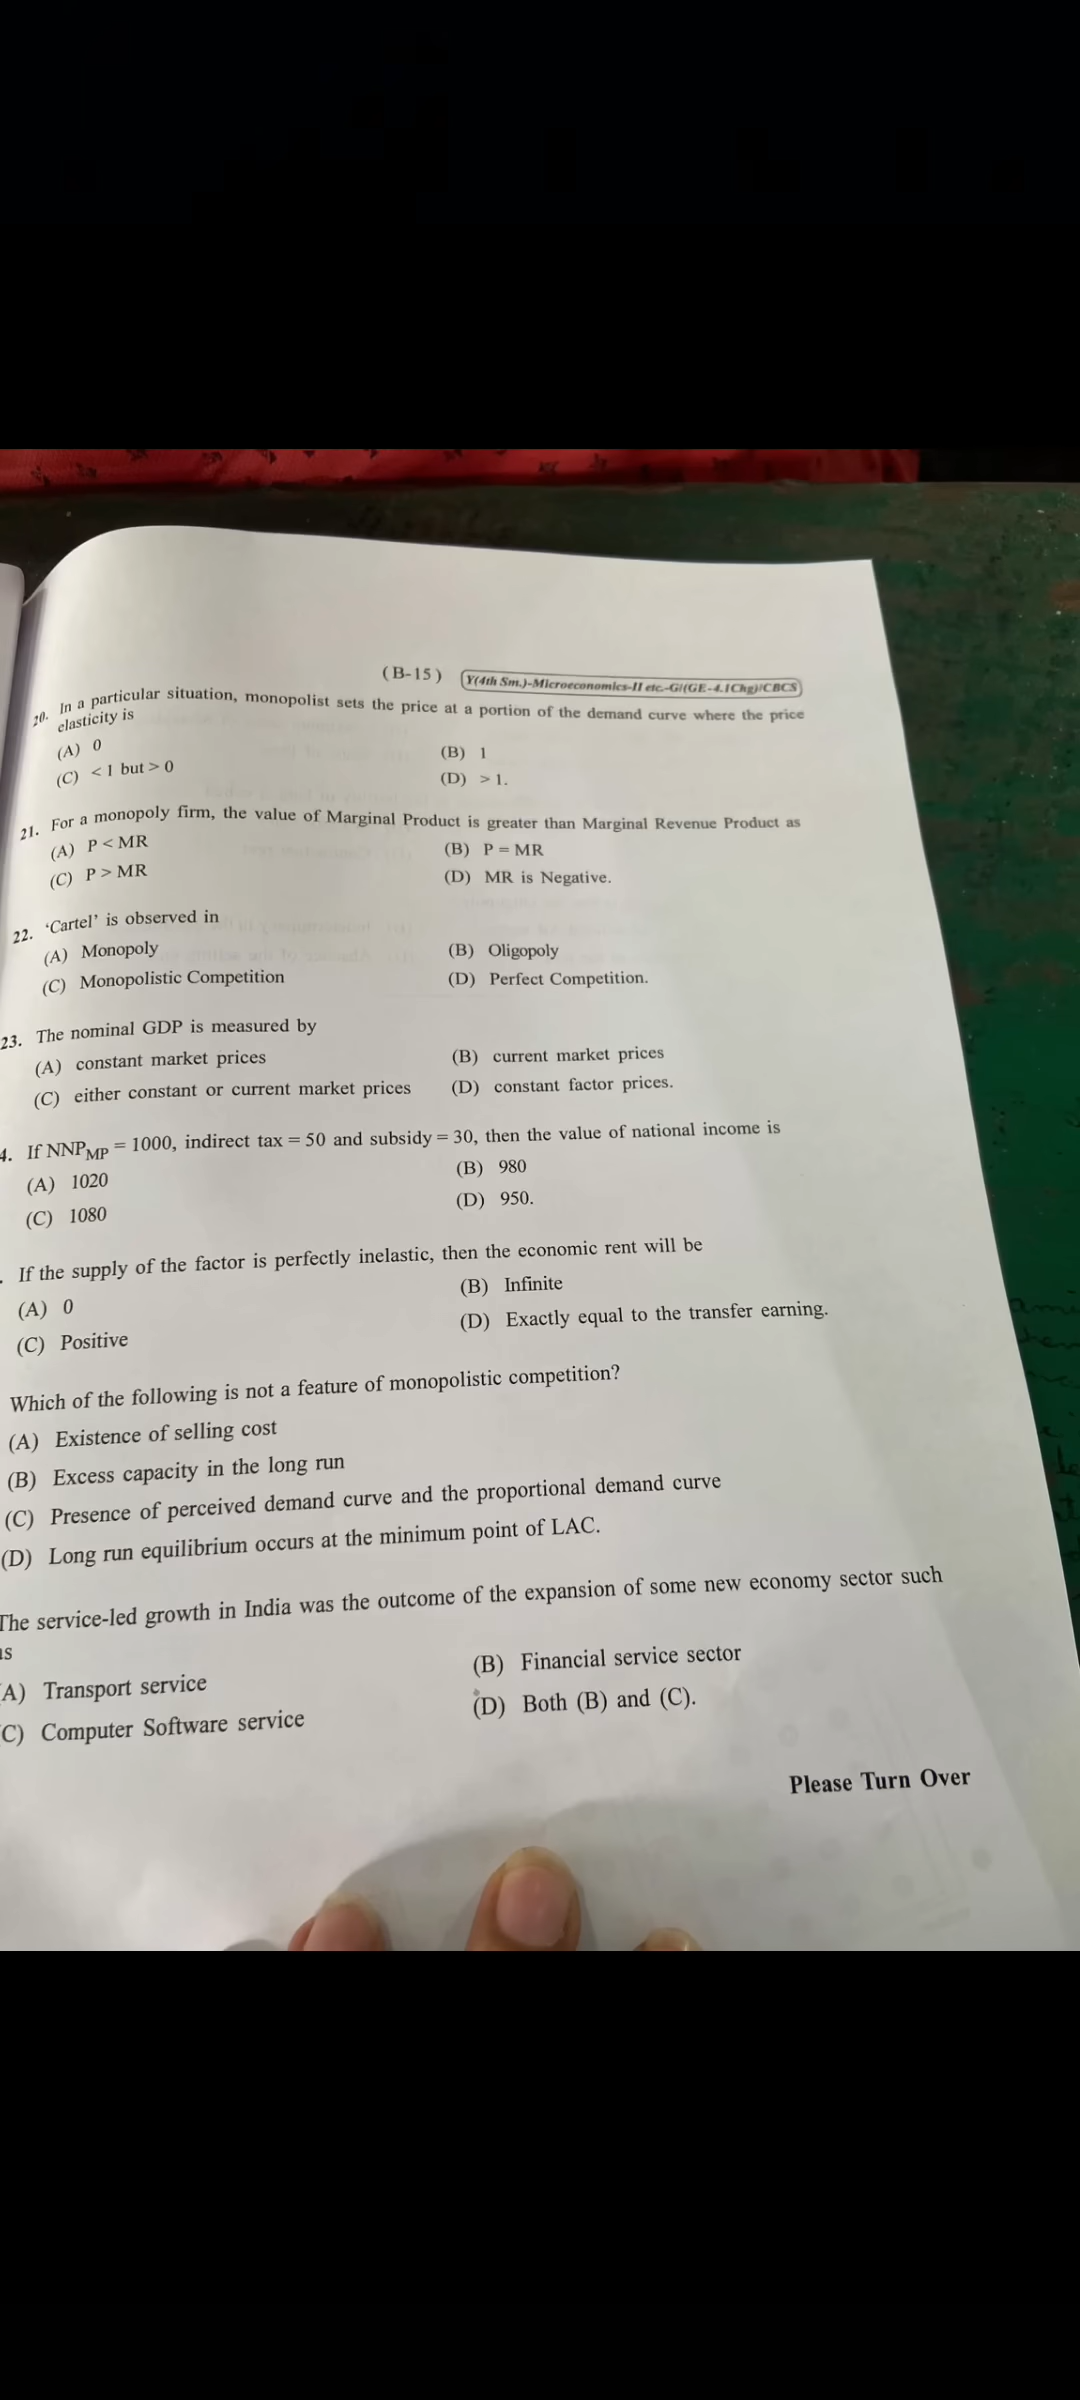 (B-15) Y(4th Sm.)-Microeconomics-II etc.-G/(GE-4.1Chg)/CBCS
20. In a particular situation, monopolist sets the price at a portion of the demand curve where the price
elasticity is
(A) 0 (B) 1
(C) < 1 but > 0 (D) > 1.
21. For a monopoly firm, the value of Marginal Product is greater than Marginal Revenue Product as
(A) P < MR (B) P = MR
(C) P > MR (D) MR is Negative.
22. 'Cartel' is observed in
(A) Monopoly (B) Oligopoly
(C) Monopolistic Competition (D) Perfect Competition.
23. The nominal GDP is measured by
(A) constant market prices (B) current market prices
(C) either constant or current market prices (D) constant factor prices.
4. If NNPMP = 1000, indirect tax = 50 and subsidy = 30, then the value of national income is
(A) 1020 (B) 980
(C) 1080 (D) 950.
. If the supply of the factor is perfectly inelastic, then the economic rent will be
(A) 0 (B) Infinite
(C) Positive (D) Exactly equal to the transfer earning.
Which of the following is not a feature of monopolistic competition?
(A) Existence of selling cost
(B) Excess capacity in the long run
(C) Presence of perceived demand curve and the proportional demand curve
(D) Long run equilibrium occurs at the minimum point of LAC.
The service-led growth in India was the outcome of the expansion of some new economy sector such
as
A) Transport service (B) Financial service sector
C) Computer Software service (D) Both (B) and (C).
Please Turn Over